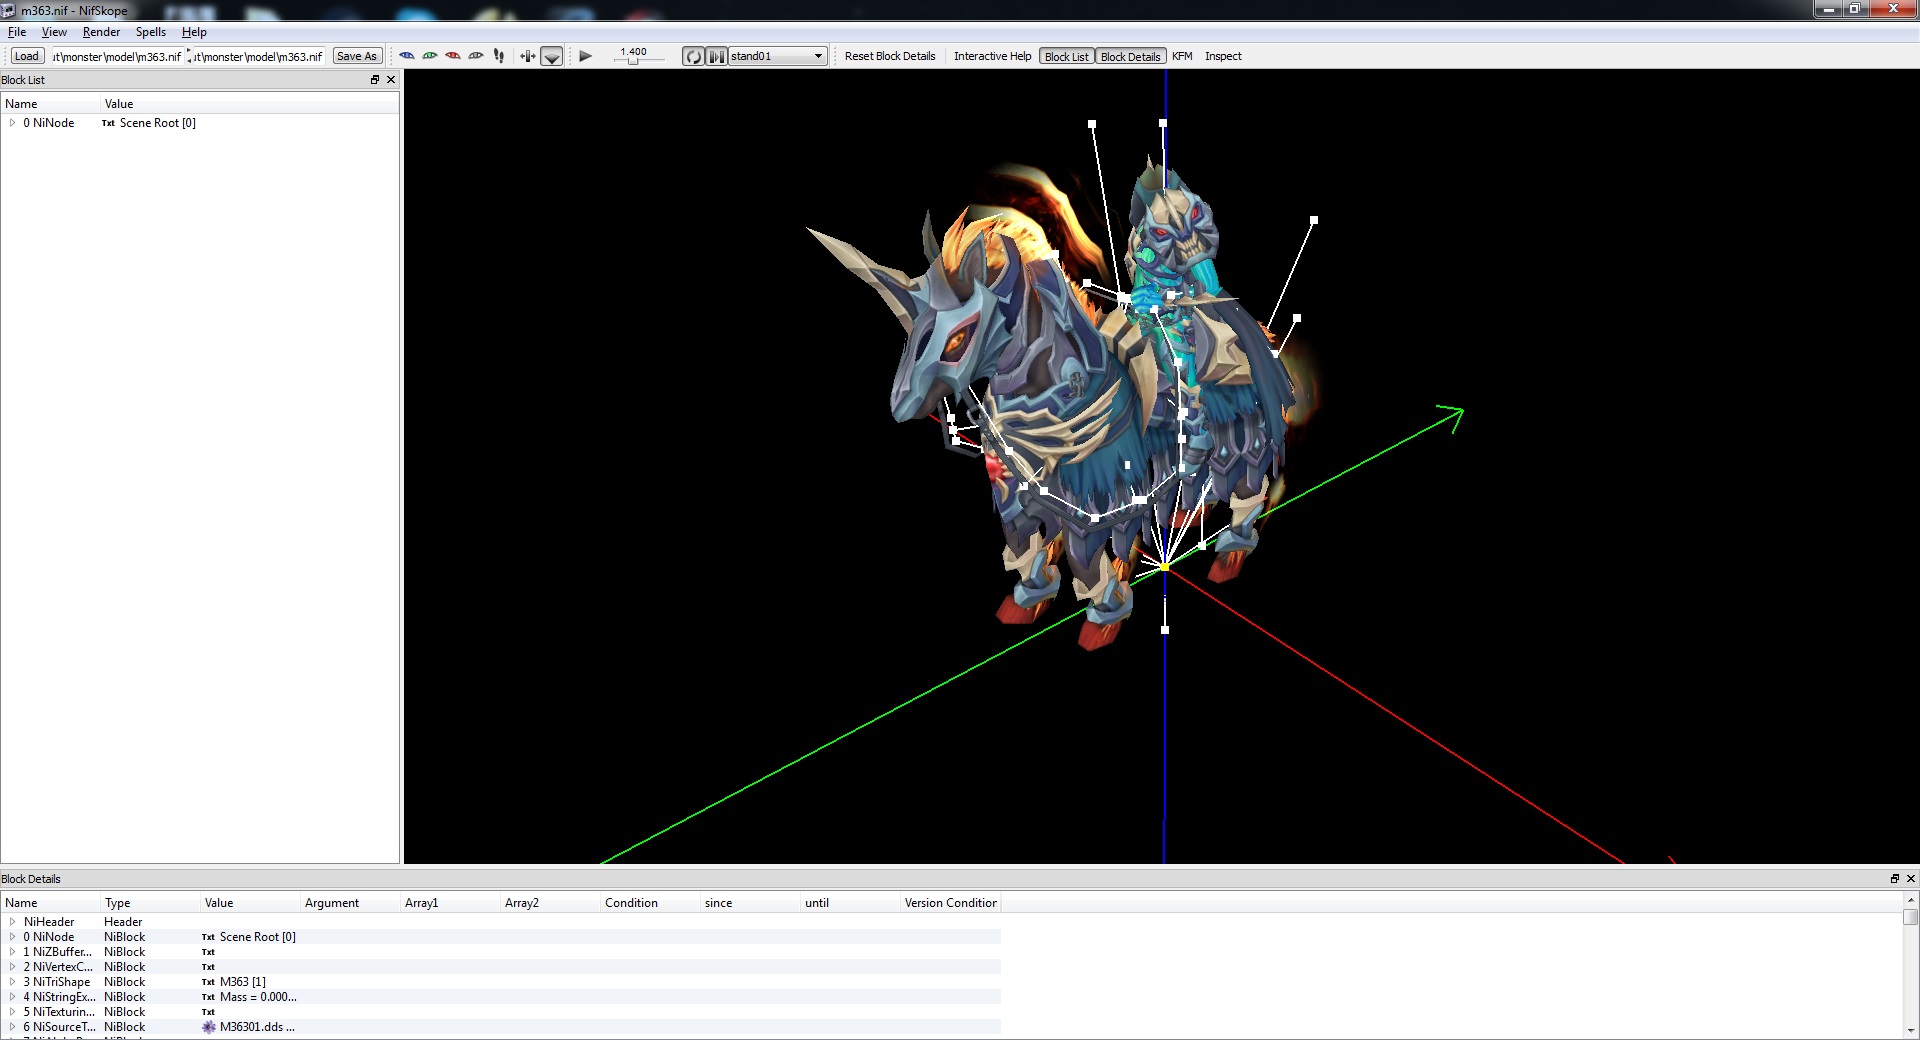 m363.nif - NifSkope
File View Render Spells Help
Load ut\monster\model\m363.nif ut\monster\model\m363.nif Save As 1.400 stand01 Reset Block Details Interactive Help Block List Block Details KFM Inspect
Block List
Name Value
0 NiNode Txt Scene Root [0]
Block Details
Name Type Value Argument Array1 Array2 Condition since until Version Condition
NiHeader Header
0 NiNode NiBlock Txt Scene Root [0]
1 NiZBuffer... NiBlock Txt
2 NiVertexC... NiBlock Txt
3 NiTriShape NiBlock Txt M363 [1]
4 NiStringEx... NiBlock Txt Mass = 0.000...
5 NiTexturin... NiBlock Txt
6 NiSourceT... NiBlock M36301.dds ...